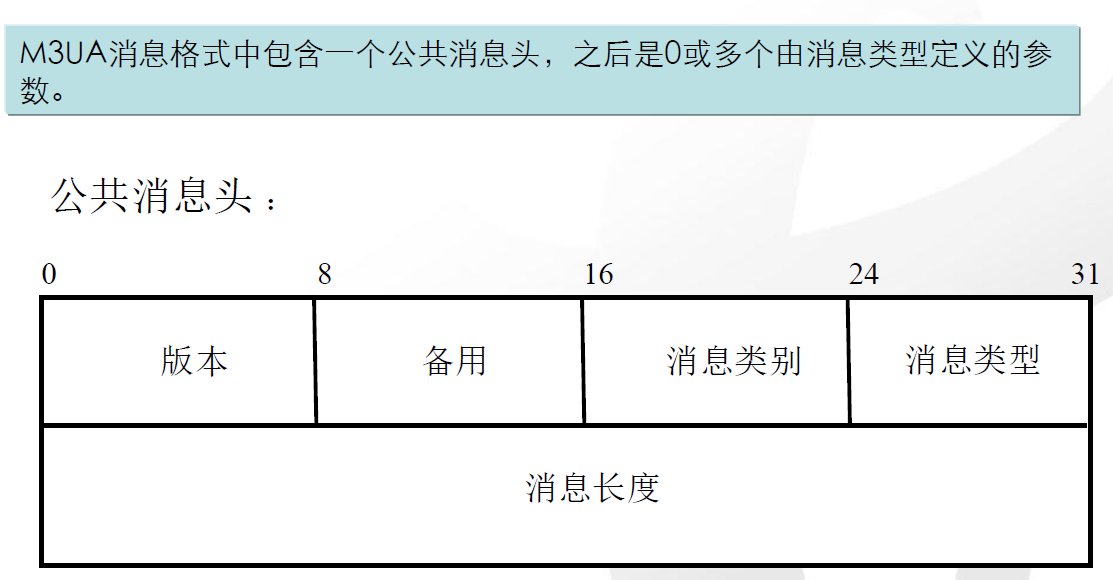 M3UA消息格式中包含一个公共消息头，之后是0或多个由消息类型定义的参
数。
公共消息头：
0 8 16 24 31
版本 备用 消息类别 消息类型
消息长度